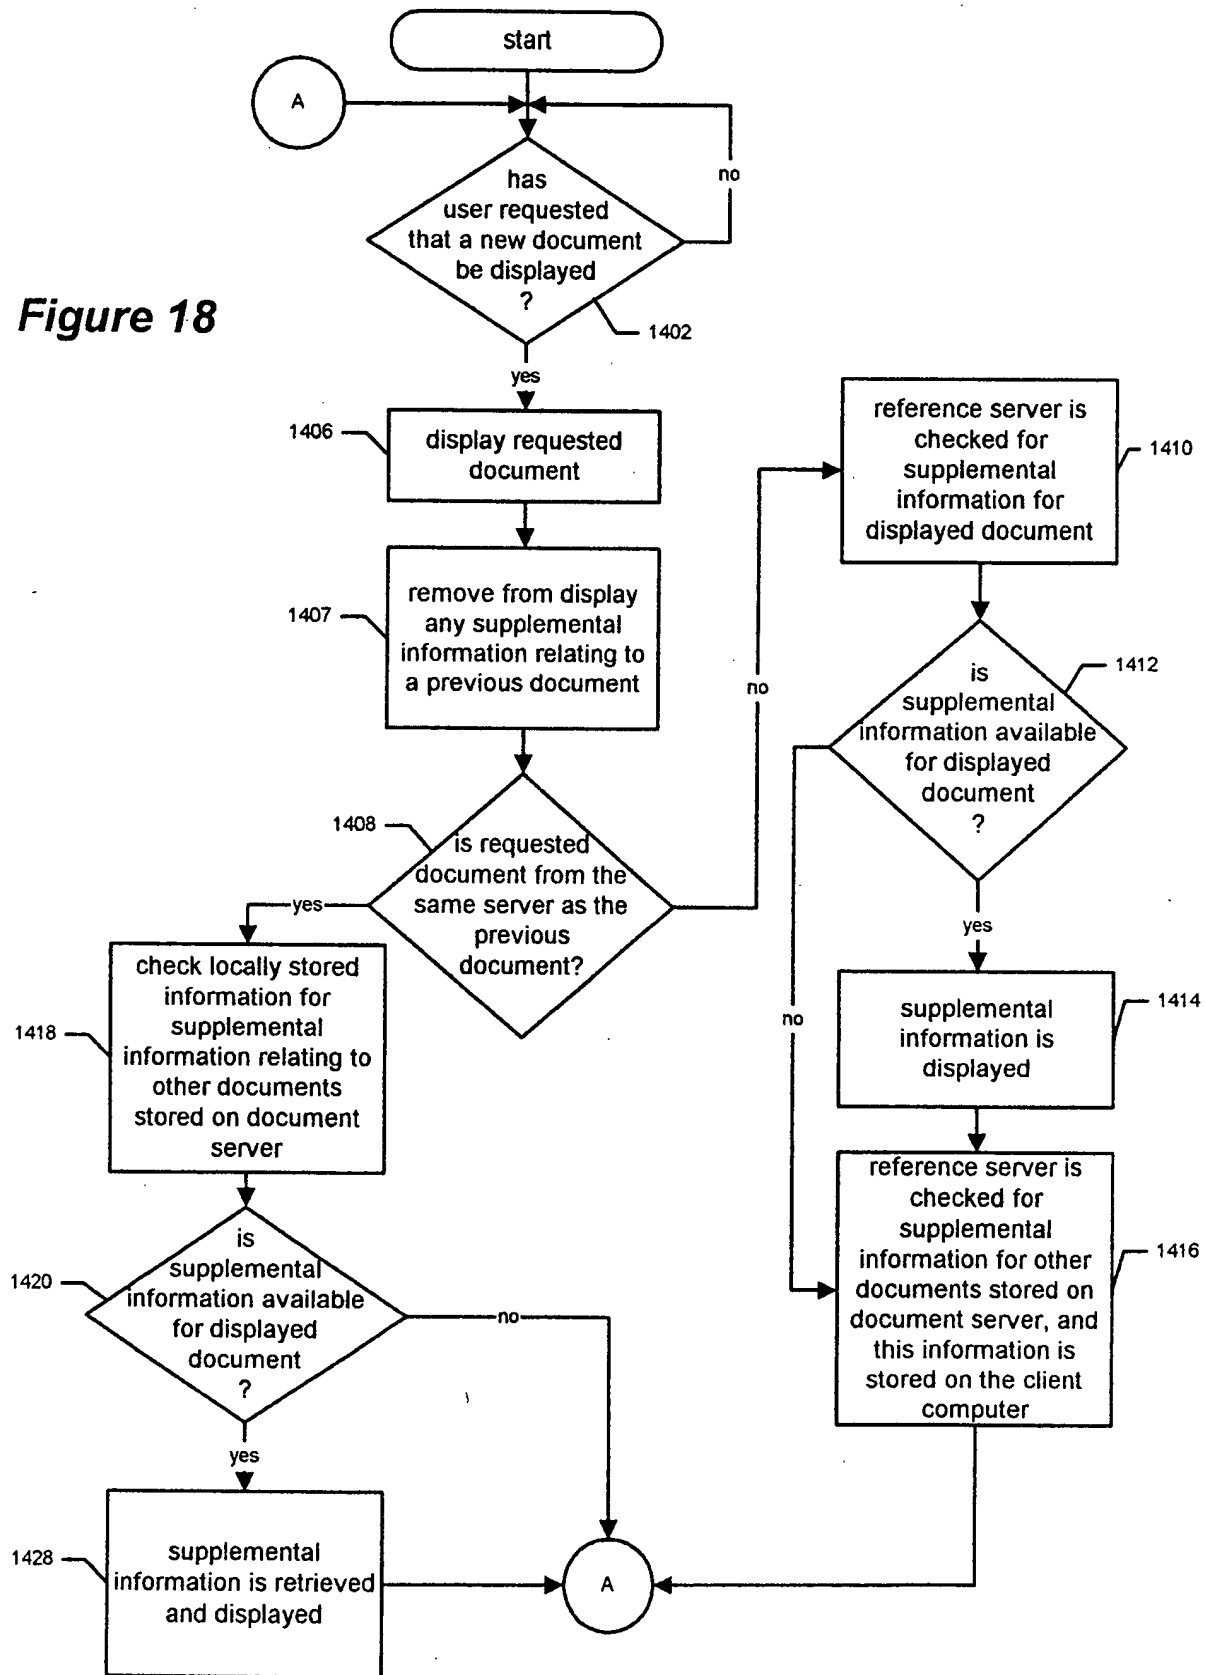 start
A
no
has
user requested
that a new document
be displayed
?
1402
Figure 18
yes
1406
display requested
document
1407
remove from display
any supplemental
information relating to
a previous document
1408
is requested
document from the
same server as the
previous
document?
yes
no
reference server is
checked for
supplemental
information for
displayed document
1410
is
supplemental
information available
for displayed
document
?
1412
yes
no
supplemental
information is
displayed
1414
reference server is
checked for
supplemental
information for other
documents stored on
document server, and
this information is
stored on the client
computer
1416
1418
check locally stored
information for
supplemental
information relating to
other documents
stored on document
server
1420
is
supplemental
information available
for displayed
document
?
no
yes
1428
supplemental
information is retrieved
and displayed
A